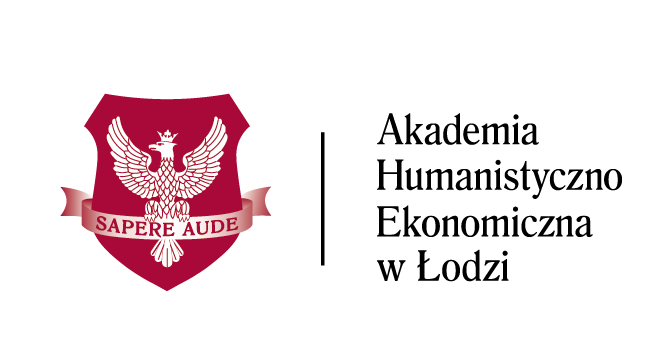 SAPERE AUDE
Akademia
Humanistyczno
Ekonomiczna
w Łodzi